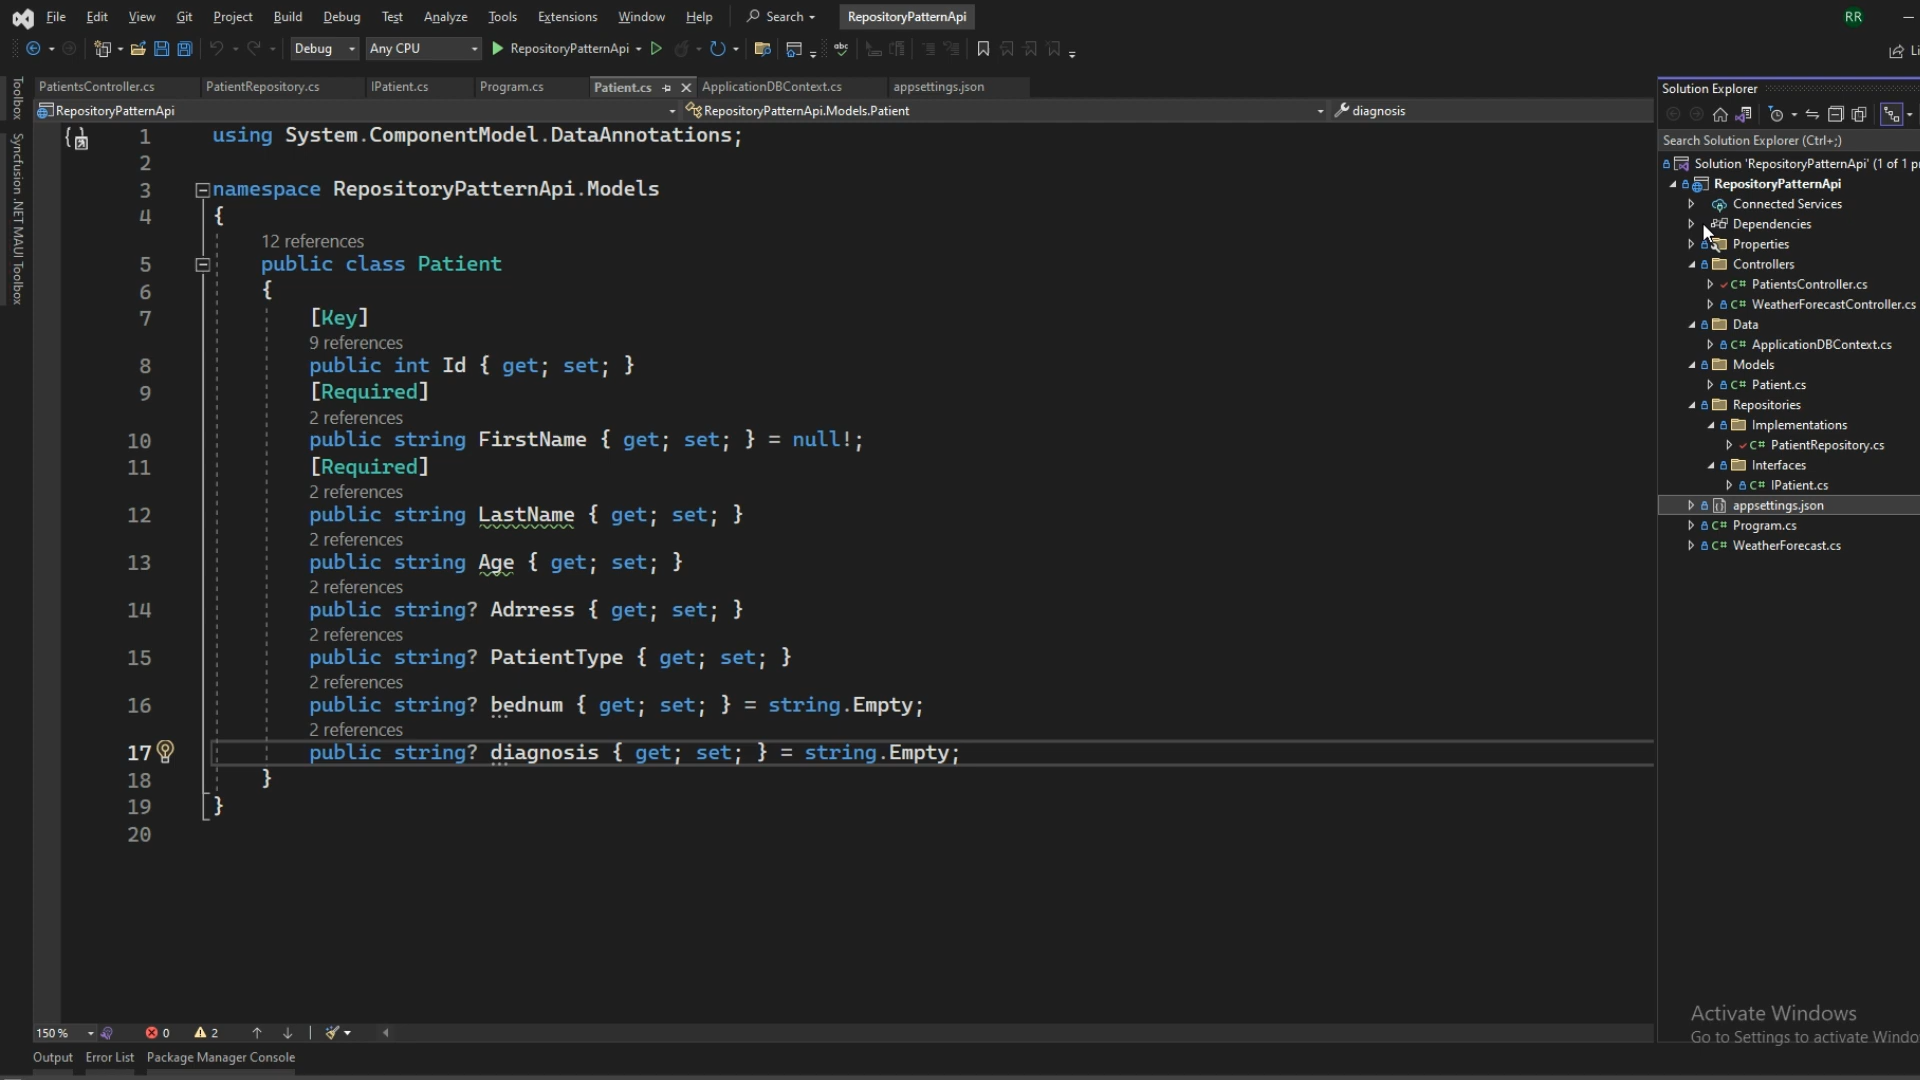 File Edit View Git Project Build Debug Test Analyze Tools Extensions Window Help Search RepositoryPatternApi RR
Debug Any CPU RepositoryPatternApi
PatientsController.cs PatientRepository.cs IPatient.cs Program.cs Patient.cs ApplicationDBContext.cs appsettings.json
RepositoryPatternApi RepositoryPatternApi.Models.Patient diagnosis
Toolbox
Syncfusion .NET MAUI Toolbox
1 using System.ComponentModel.DataAnnotations;
2
3 namespace RepositoryPatternApi.Models
4 {
12 references
5 public class Patient
6 {
7 [Key]
9 references
8 public int Id { get; set; }
9 [Required]
2 references
10 public string FirstName { get; set; } = null!;
11 [Required]
2 references
12 public string LastName { get; set; }
2 references
13 public string Age { get; set; }
2 references
14 public string? Adrress { get; set; }
2 references
15 public string? PatientType { get; set; }
2 references
16 public string? bednum { get; set; } = string.Empty;
2 references
17 public string? diagnosis { get; set; } = string.Empty;
18 }
19 }
20
150 % 0 2
Output Error List Package Manager Console
Solution Explorer
Search Solution Explorer (Ctrl+;)
Solution 'RepositoryPatternApi' (1 of 1
RepositoryPatternApi
Connected Services
Dependencies
Properties
Controllers
C# PatientsController.cs
C# WeatherForecastController.cs
Data
C# ApplicationDBContext.cs
Models
C# Patient.cs
Repositories
Implementations
C# PatientRepository.cs
Interfaces
C# IPatient.cs
appsettings.json
C# Program.cs
C# WeatherForecast.cs
Activate Windows
Go to Settings to activate Windo